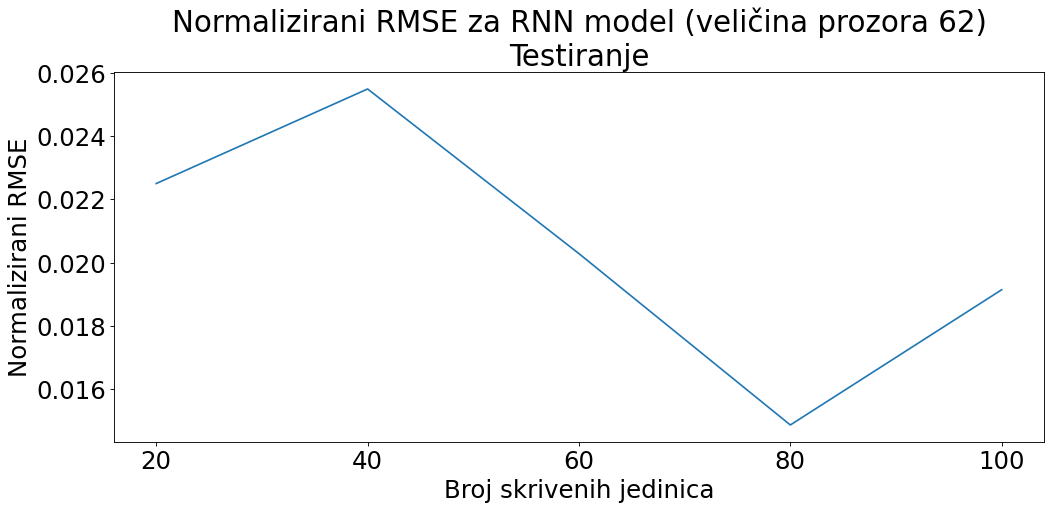 Normalizirani RMSE za RNN model (veličina prozora 62)
Testiranje
Normalizirani RMSE
0.026
0.024
0.022
0.020
0.018
0.016
20 40 60 80 100
Broj skrivenih jedinica